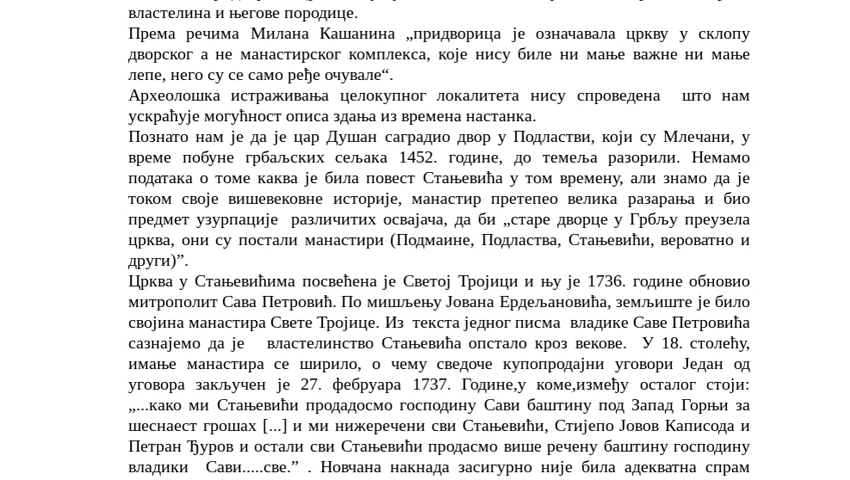 властелина и његове породице.
Према речима Милана Кашанина „придворица је означавала цркву у склопу
дворског а не манастирског комплекса, које нису биле ни мање важне ни мање
лепе, него су се само ређе очувале“.
Археолошка истраживања целокупног локалитета нису спроведена што нам
ускраћује могућност описа здања из времена настанка.
Познато нам је да је цар Душан саградио двор у Подластви, који су Млечани, у
време побуне грбаљских сељака 1452. године, до темеља разорили. Немамо
података о томе каква је била повест Стањевића у том времену, али знамо да је
током своје вишевековне историје, манастир претепео велика разарања и био
предмет узурпације различитих освајача, да би „старе дворце у Грбљу преузела
црква, они су постали манастири (Подмаине, Подластва, Стањевићи, вероватно и
други)”.
Црква у Стањевићима посвећена је Светој Тројици и њу је 1736. године обновио
митрополит Сава Петровић. По мишљењу Јована Ердељановића, земљиште је било
својина манастира Свете Тројице. Из текста једног писма владике Саве Петровића
сазнајемо да је властелинство Стањевића опстало кроз векове. У 18. столећу,
имање манастира се ширило, о чему сведоче купопродајни уговори Један од
уговора закључен је 27. фебруара 1737. Године,у коме,између осталог стоји:
„...како ми Стањевићи продадосмо господину Сави баштину под Запад Горњи за
шеснаест грошах [...] и ми нижеречени сви Стањевићи, Стијепо Јовов Каписода и
Петран Ђуров и остали сви Стањевићи продасмо више речену баштину господину
владики Сави.....све.” . Новчана накнада засигурно није била адекватна спрам